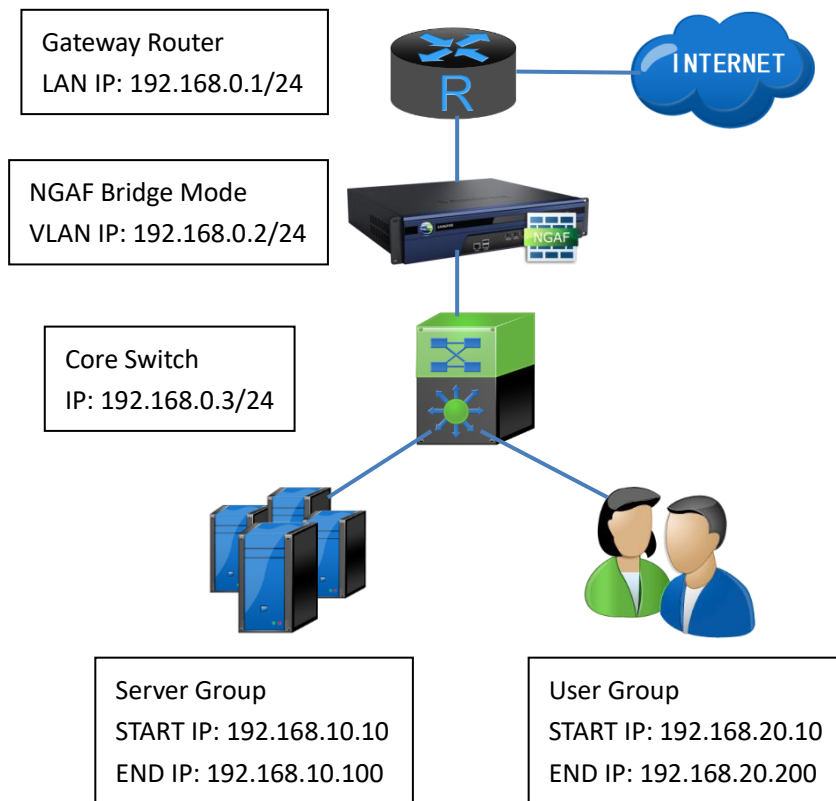 Gateway Router
LAN IP: 192.168.0.1/24
INTERNET
R
NGAF Bridge Mode
VLAN IP: 192.168.0.2/24
NGAF
Core Switch
IP: 192.168.0.3/24
Server Group
START IP: 192.168.10.10
END IP: 192.168.10.100
User Group
START IP: 192.168.20.10
END IP: 192.168.20.200